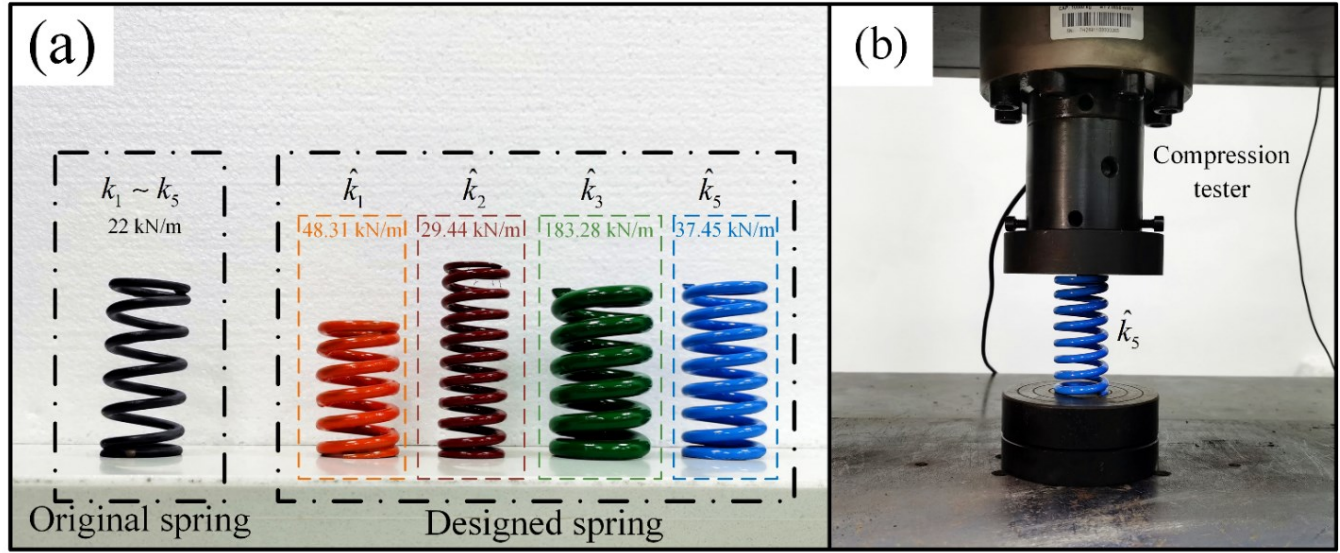 (a)
k₁ ~ k₅
22 kN/m
k̂₁
k̂₂
k̂₃
k̂₅
48.31 kN/m
29.44 kN/m
183.28 kN/m
37.45 kN/m
Original spring
Designed spring
(b)
Compression
tester
k̂₅